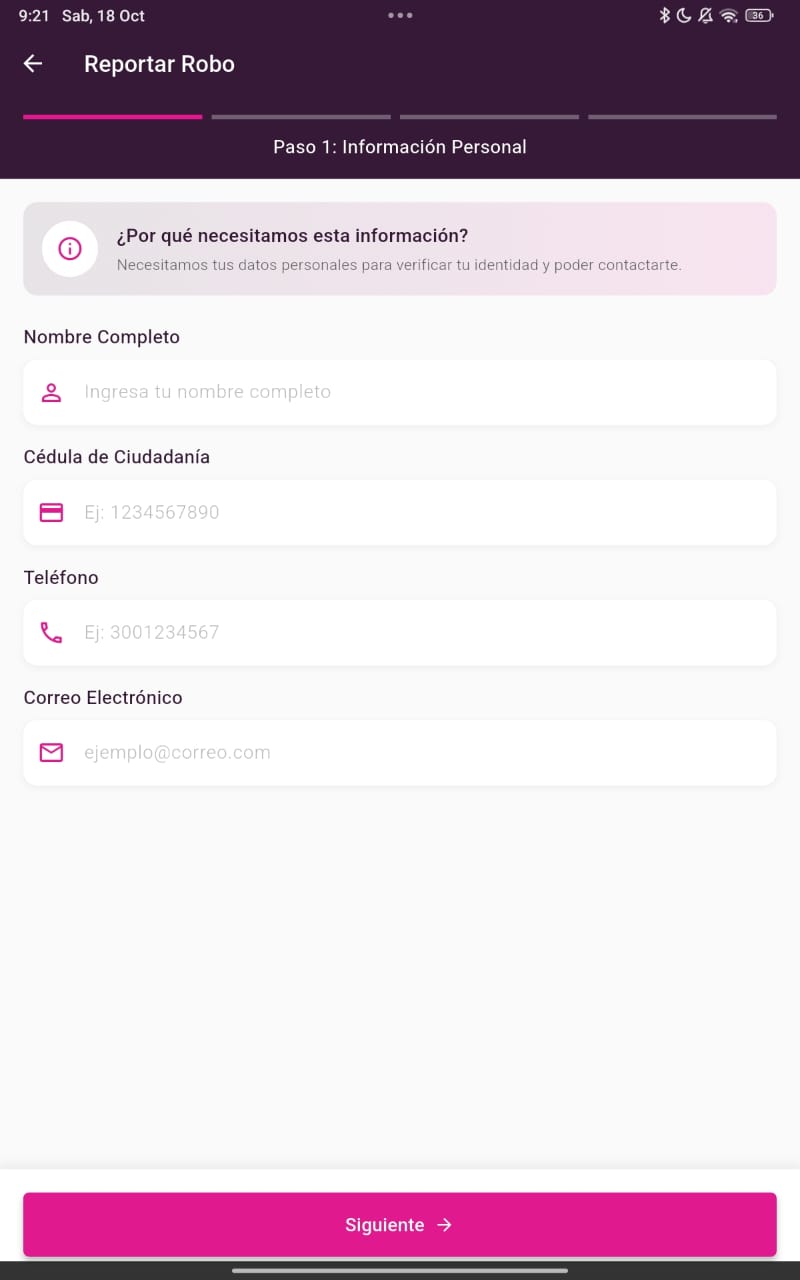 9:21 Sab, 18 Oct
36
Reportar Robo
Paso 1: Información Personal
¿Por qué necesitamos esta información?
Necesitamos tus datos personales para verificar tu identidad y poder contactarte.
Nombre Completo
Ingresa tu nombre completo
Cédula de Ciudadanía
Ej: 1234567890
Teléfono
Ej: 3001234567
Correo Electrónico
ejemplo@correo.com
Siguiente